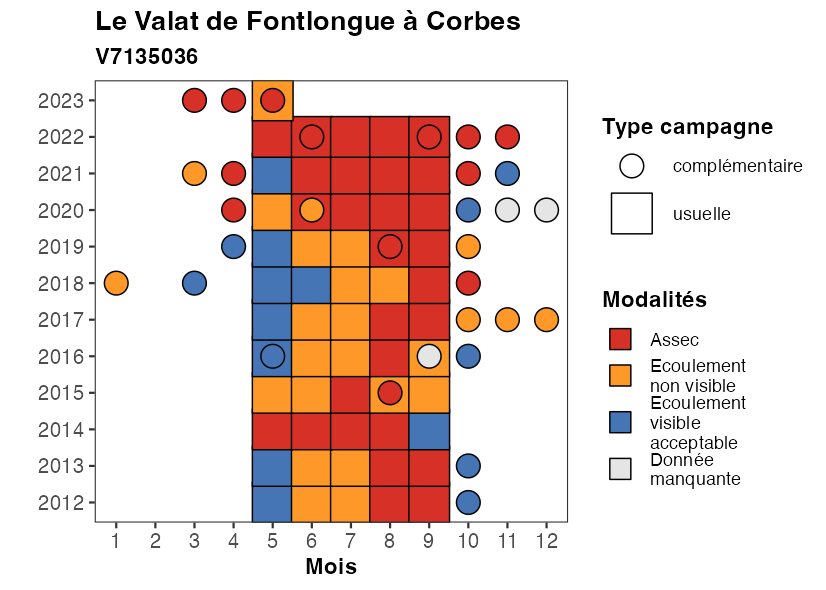 Le Valat de Fontlongue à Corbes
V7135036
2023
2022
2021
2020
2019
2018
2017
2016
2015
2014
2013
2012
1 2 3 4 5 6 7 8 9 10 11 12
Mois
Type campagne
complémentaire
usuelle
Modalités
Assec
Ecoulement
non visible
Ecoulement
visible
acceptable
Donnée
manquante